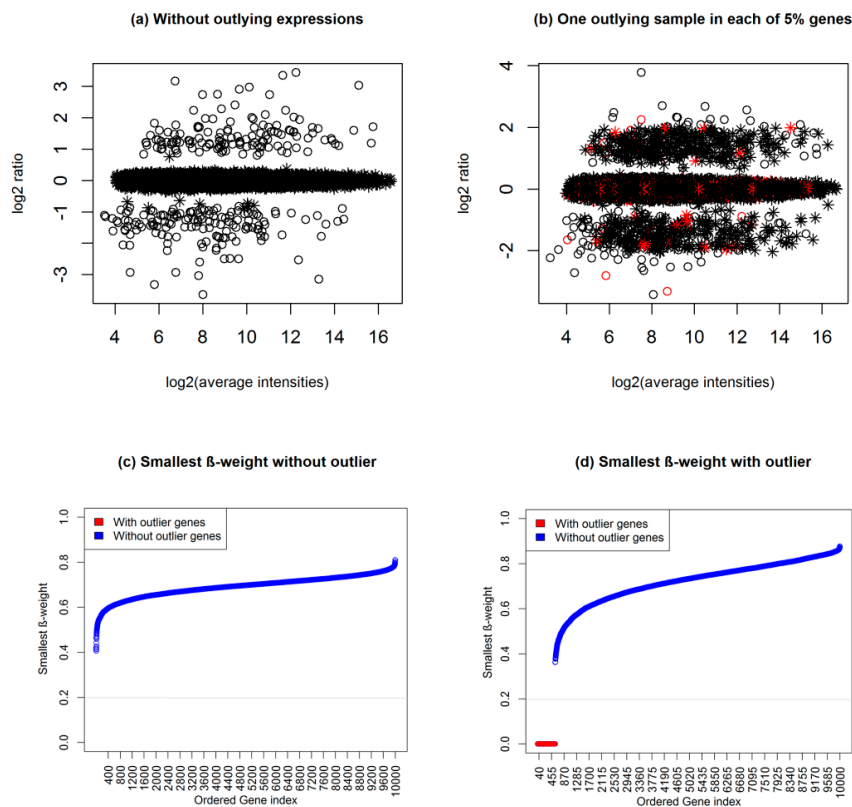 (a) Without outlying expressions
(b) One outlying sample in each of 5% genes
log2 ratio
3
2
1
0
-1
-3
4 6 8 10 12 14 16
log2(average intensities)
log2 ratio
4
2
0
-2
4 6 8 10 12 14 16
log2(average intensities)
(c) Smallest ß-weight without outlier
(d) Smallest ß-weight with outlier
With outlier genes
Without outlier genes
Smallest ß-weight
1.0
0.8
0.6
0.4
0.2
0.0
400 800 1200 1600 2000 2400 2800 3200 3600 4000 4400 4800 5200 5600 6000 6400 6800 7200 7600 8000 8400 8800 9200 9600 10000
Ordered Gene index
With outlier genes
Without outlier genes
Smallest ß-weight
1.0
0.8
0.6
0.4
0.2
0.0
40 455 870 1285 1700 2115 2530 2945 3360 3775 4190 4605 5020 5435 5850 6265 6680 7095 7510 7925 8340 8755 9170 9585 10000
Ordered Gene index